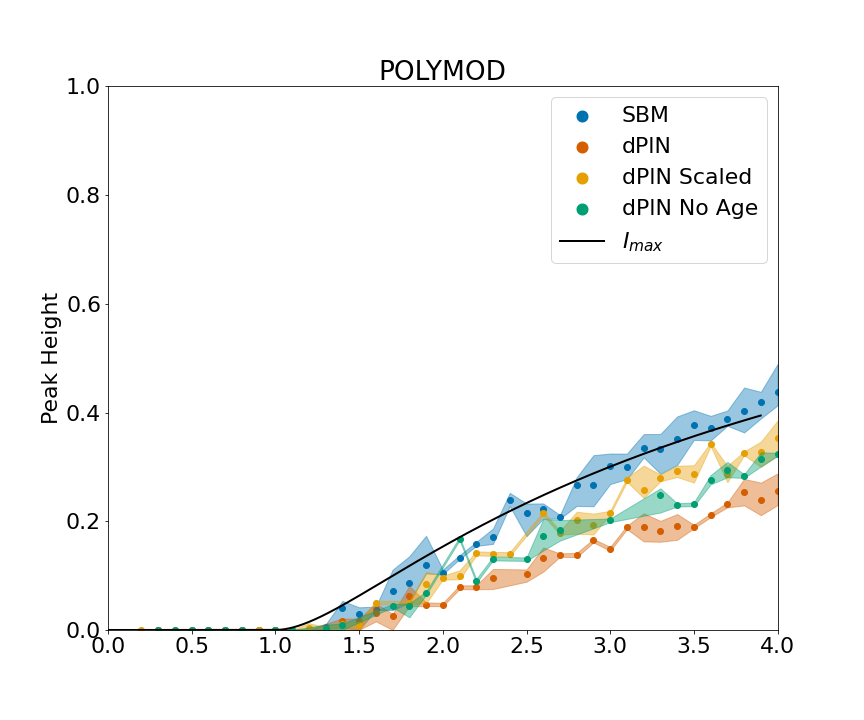 POLYMOD
1.0
0.8
0.6
0.4
0.2
0.0
Peak Height
SBM
dPIN
dPIN Scaled
dPIN No Age
I_max
0.0 0.5 1.0 1.5 2.0 2.5 3.0 3.5 4.0